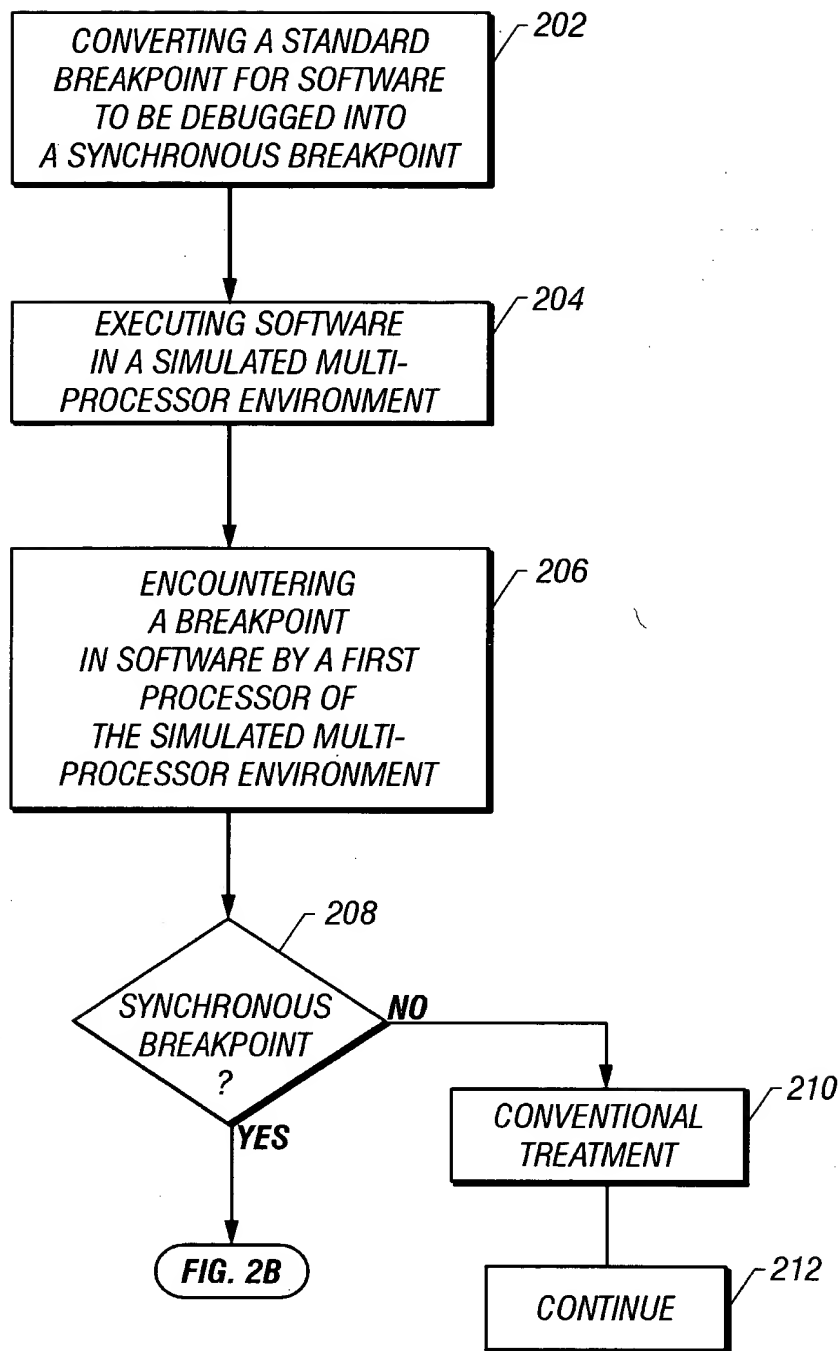 202
CONVERTING A STANDARD
BREAKPOINT FOR SOFTWARE
TO BE DEBUGGED INTO
A SYNCHRONOUS BREAKPOINT
204
EXECUTING SOFTWARE
IN A SIMULATED MULTI-
PROCESSOR ENVIRONMENT
206
ENCOUNTERING
A BREAKPOINT
IN SOFTWARE BY A FIRST
PROCESSOR OF
THE SIMULATED MULTI-
PROCESSOR ENVIRONMENT
208
SYNCHRONOUS
BREAKPOINT
?
NO
YES
210
CONVENTIONAL
TREATMENT
FIG. 2B
212
CONTINUE